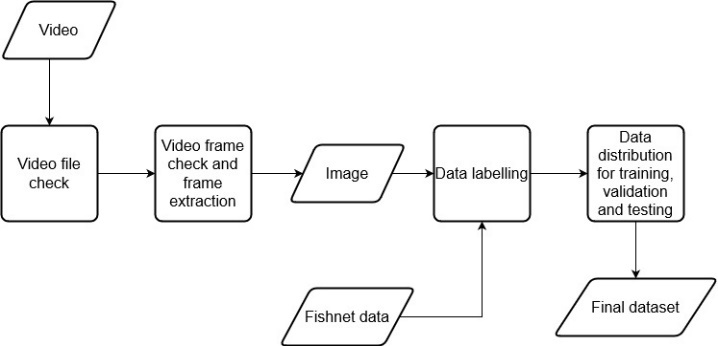 Video
Video file
check
Video frame
check and
frame
extraction
Image
Data labelling
Data
distribution
for training,
validation
and testing
Fishnet data
Final dataset